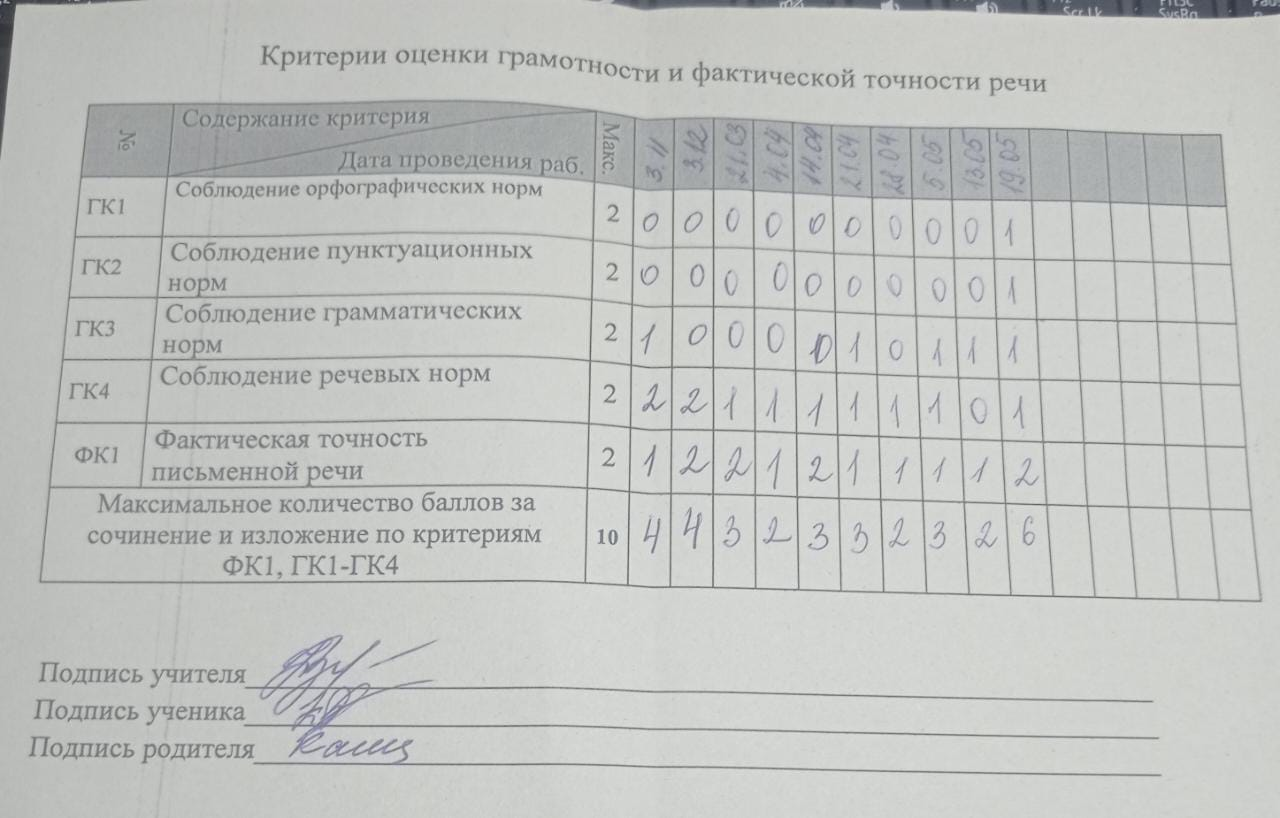 Критерии оценки грамотности и фактической точности речи
№ Содержание критерия Макс. 3.11 3.12 21.03 4.04 14.04 21.04 28.04 5.05 13.05 19.05
Дата проведения раб.
ГК1 Соблюдение орфографических норм 2 0 0 0 0 0 0 0 0 0 1
ГК2 Соблюдение пунктуационных
норм 2 0 0 0 0 0 0 0 0 0 1
ГК3 Соблюдение грамматических
норм 2 1 0 0 0 0 1 0 1 1 1
ГК4 Соблюдение речевых норм 2 2 2 1 1 1 1 1 1 0 1
ФК1 Фактическая точность
письменной речи 2 1 2 2 1 2 1 1 1 1 2
Максимальное количество баллов за
сочинение и изложение по критериям 10 4 4 3 2 3 3 2 3 2 6
ФК1, ГК1-ГК4
Подпись учителя
Подпись ученика
Подпись родителя